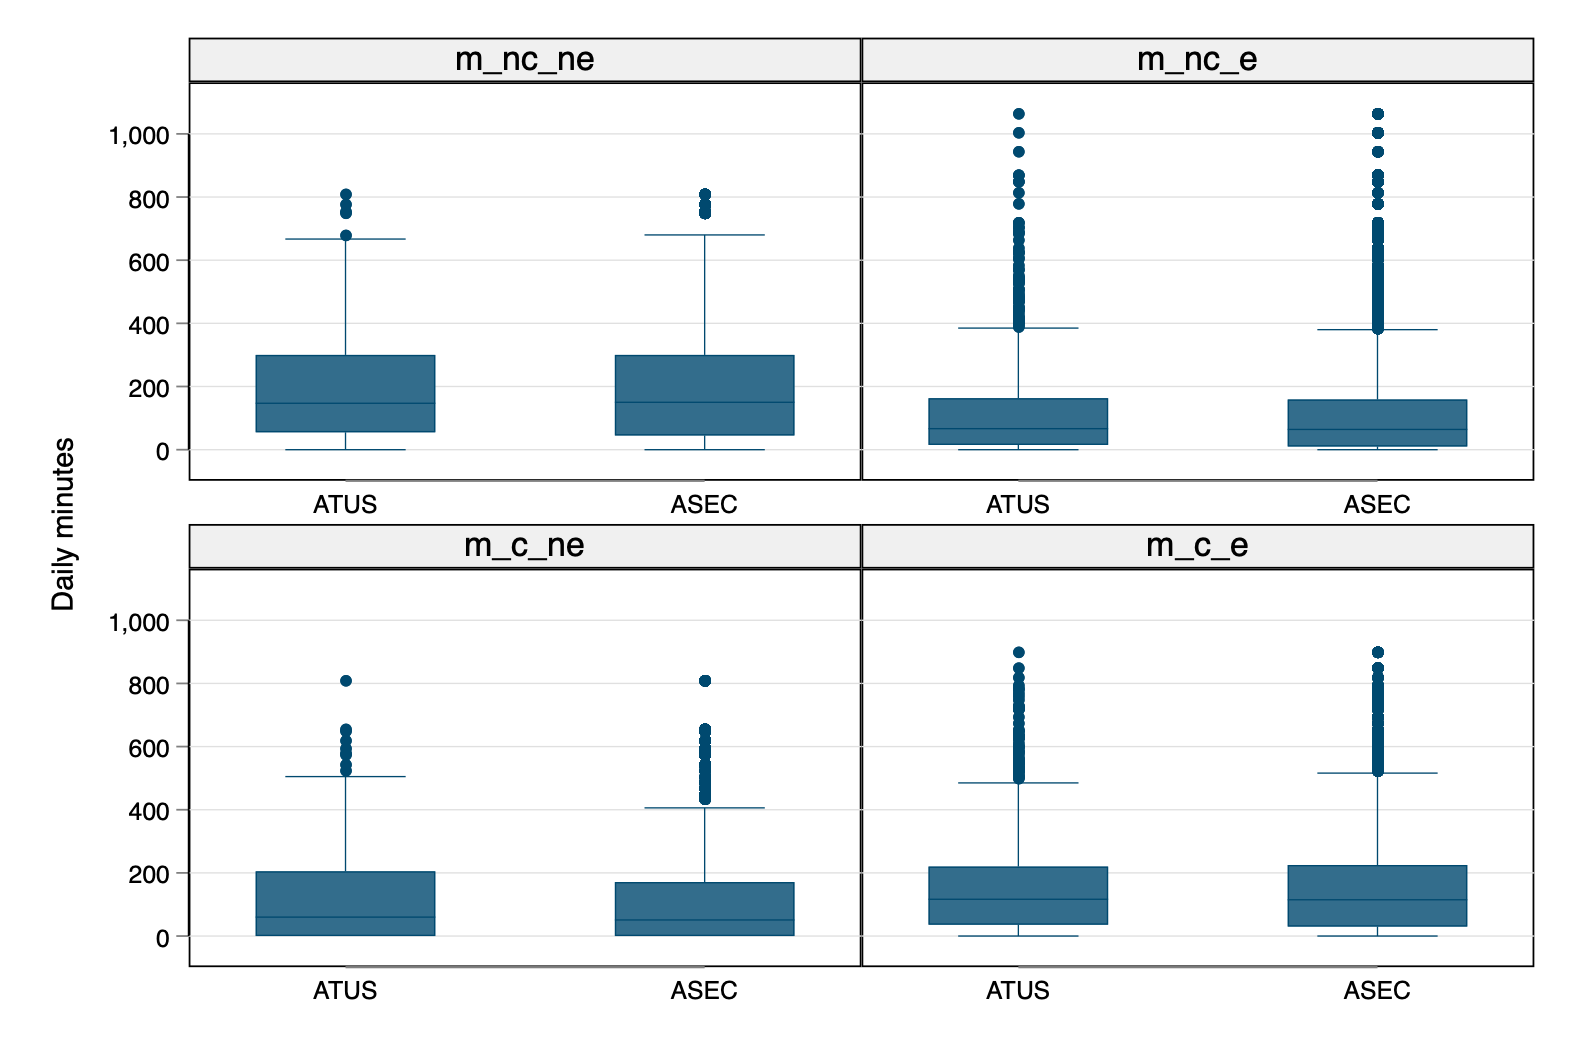 m_nc_ne
m_nc_e
1,000
800
600
400
200
0
ATUS
ASEC
ATUS
ASEC
Daily minutes
m_c_ne
m_c_e
1,000
800
600
400
200
0
ATUS
ASEC
ATUS
ASEC